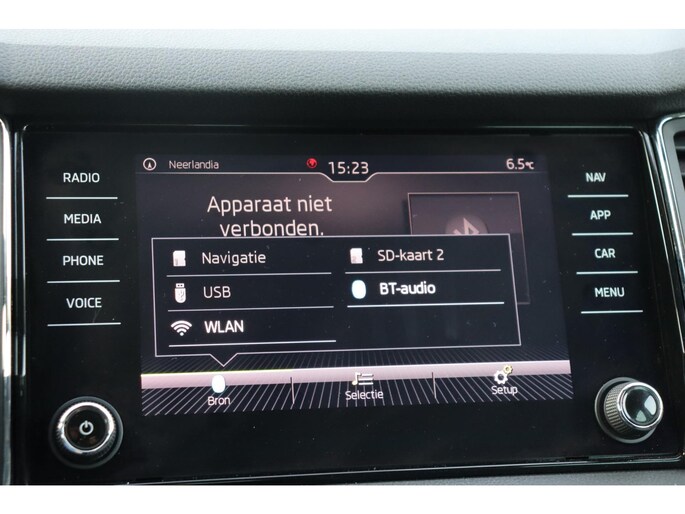 Neerlandia
15:23
6.5°C
RADIO
MEDIA
PHONE
VOICE
Apparaat niet
verbonden.
Navigatie
SD-kaart 2
USB
BT-audio
WLAN
Bron
Selectie
Setup
NAV
APP
CAR
MENU